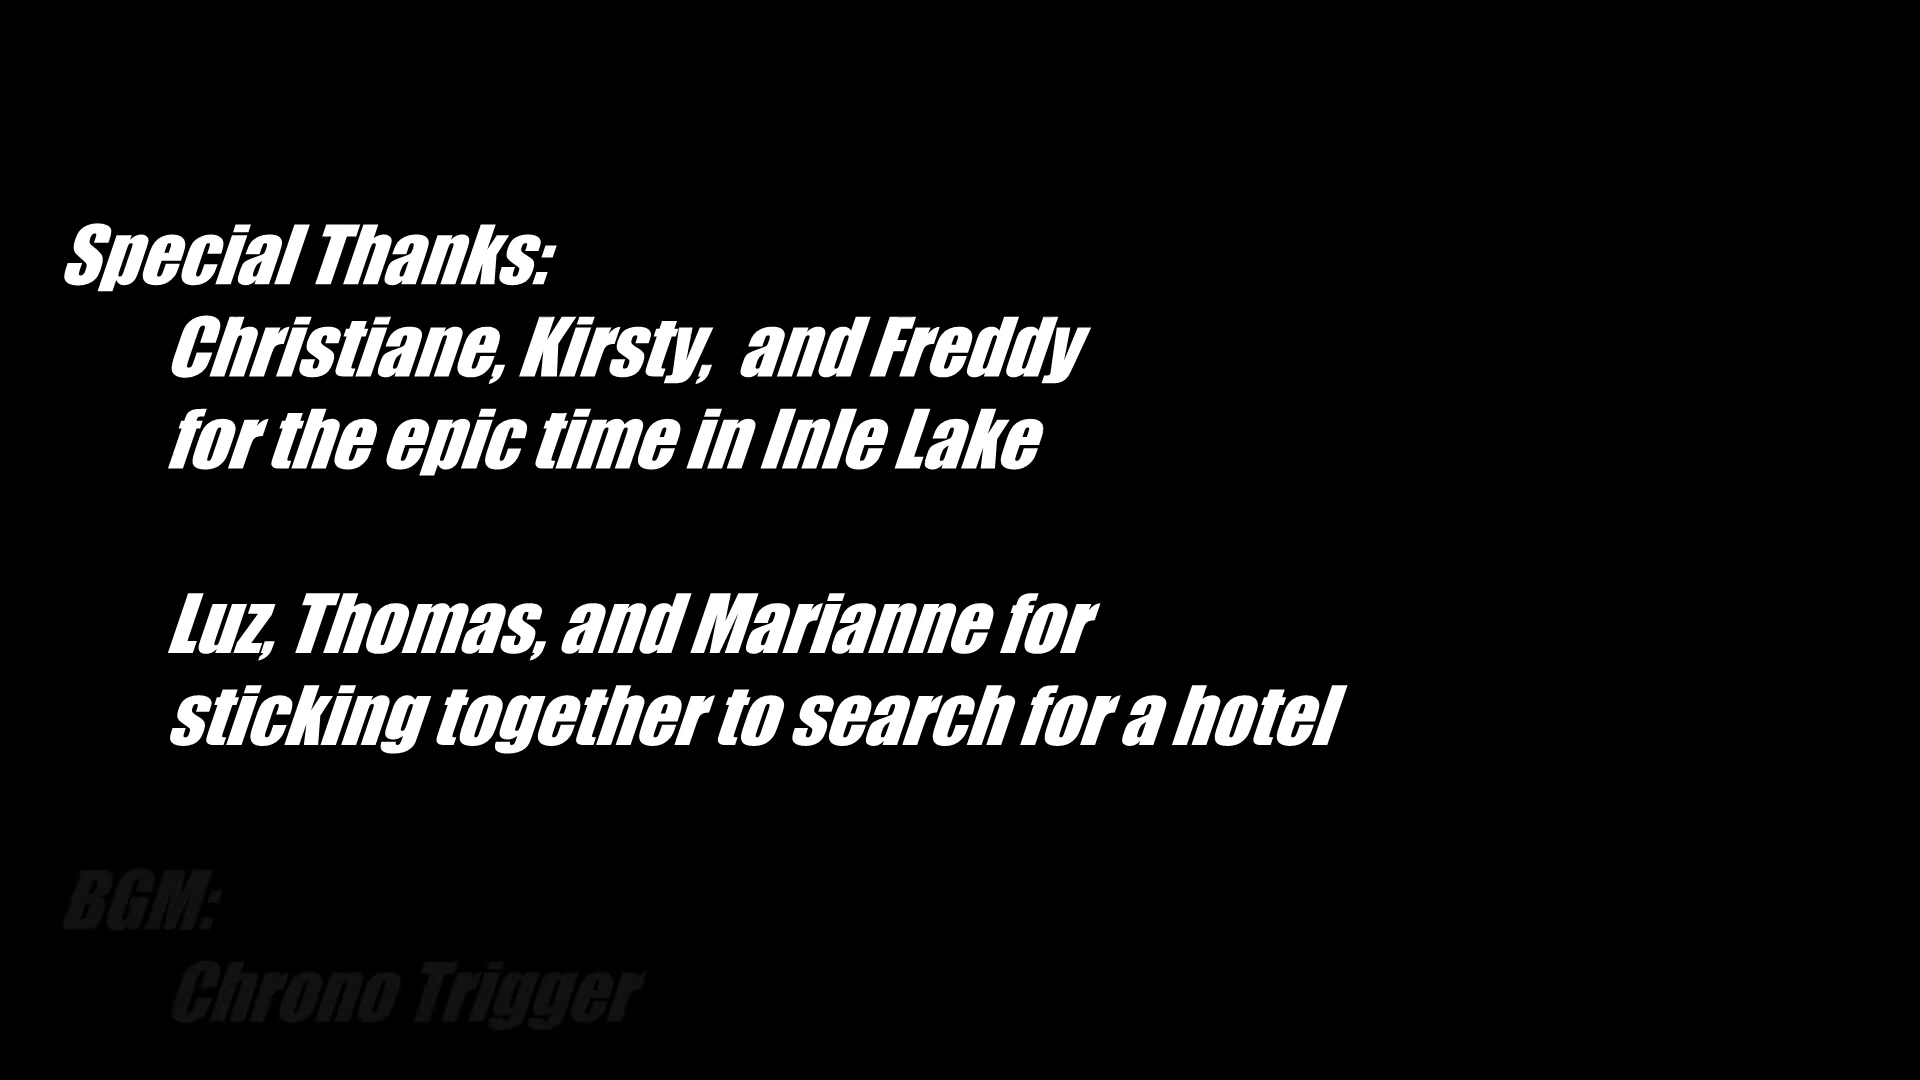 Special Thanks:
Christiane, Kirsty, and Freddy
for the epic time in Inle Lake
Luz, Thomas, and Marianne for
sticking together to search for a hotel
BGM:
Chrono Trigger